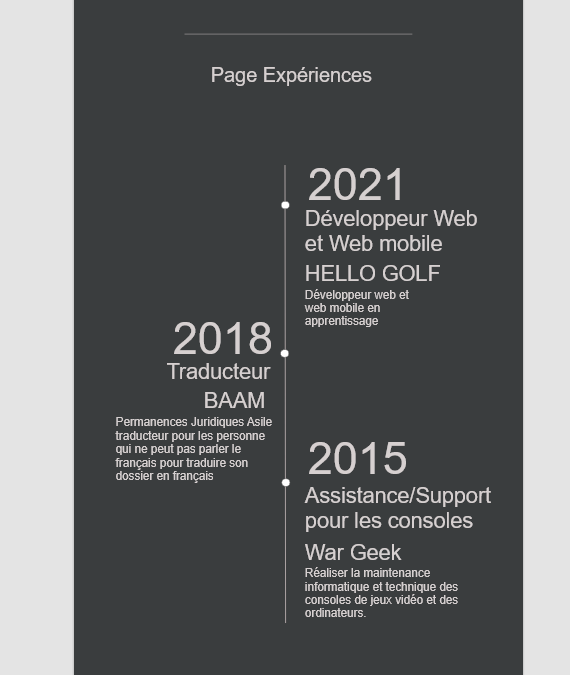 Page Expériences
2021
Développeur Web
et Web mobile
HELLO GOLF
Développeur web et
web mobile en
apprentissage
2018
Traducteur
BAAM
Permanences Juridiques Asile
traducteur pour les personne
qui ne peut pas parler le
français pour traduire son
dossier en français
2015
Assistance/Support
pour les consoles
War Geek
Réaliser la maintenance
informatique et technique des
consoles de jeux vidéo et des
ordinateurs.